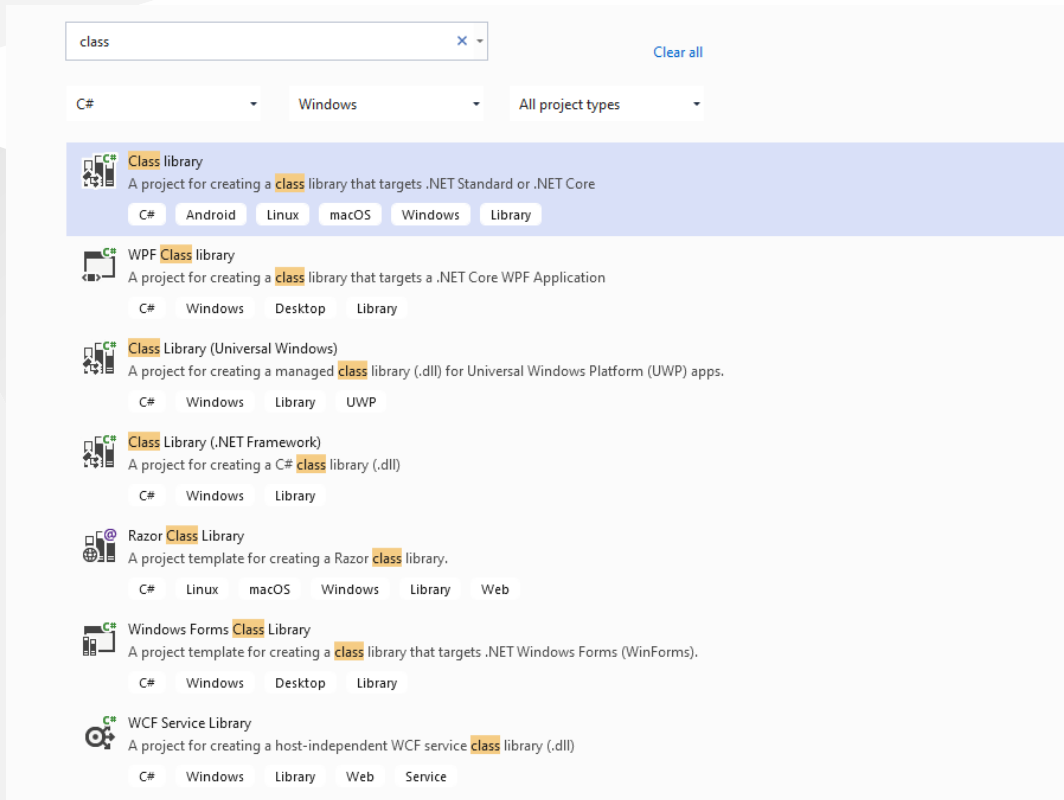 class
Clear all
C# Windows All project types
C#
Class library
A project for creating a class library that targets .NET Standard or .NET Core
C# Android Linux macOS Windows Library
C#
WPF Class library
A project for creating a class library that targets a .NET Core WPF Application
C# Windows Desktop Library
C#
Class Library (Universal Windows)
A project for creating a managed class library (.dll) for Universal Windows Platform (UWP) apps.
C# Windows Library UWP
C#
Class Library (.NET Framework)
A project for creating a C# class library (.dll)
C# Windows Library
@
Razor Class Library
A project template for creating a Razor class library.
C# Linux macOS Windows Library Web
C#
Windows Forms Class Library
A project template for creating a class library that targets .NET Windows Forms (WinForms).
C# Windows Desktop Library
C#
WCF Service Library
A project for creating a host-independent WCF service class library (.dll)
C# Windows Library Web Service